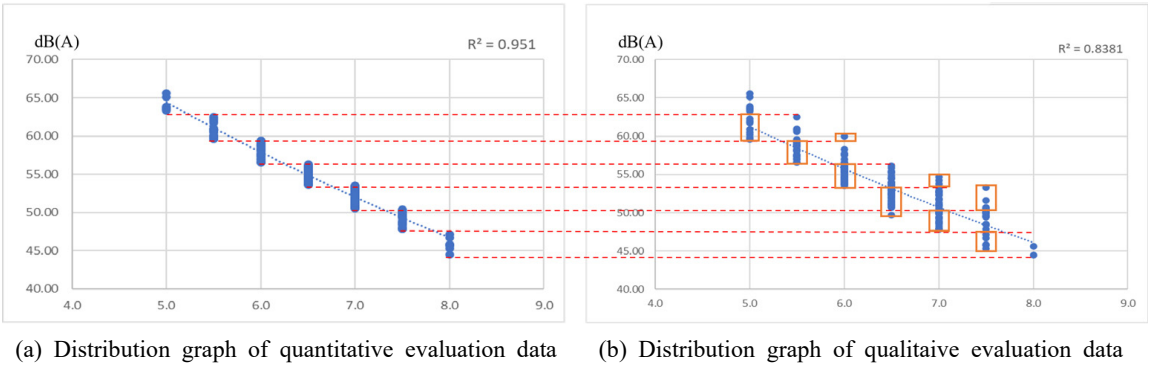 dB(A)
R² = 0.951
70.00
65.00
60.00
55.00
50.00
45.00
40.00
4.0 5.0 6.0 7.0 8.0 9.0
(a) Distribution graph of quantitative evaluation data
dB(A)
R² = 0.8381
70.00
65.00
60.00
55.00
50.00
45.00
40.00
4.0 5.0 6.0 7.0 8.0 9.0
(b) Distribution graph of qualitaive evaluation data